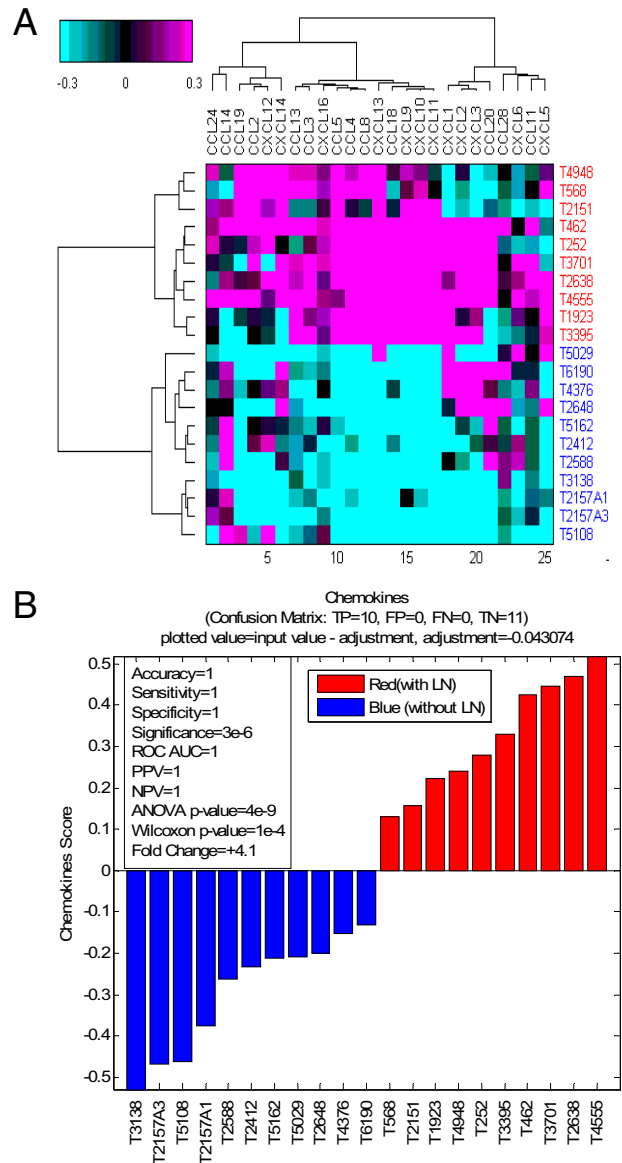 A
-0.3 0 0.3
CCL24 CCL14 CCL19 CCL2 CXCL12 CXCL14 CCL13 CCL3 CXCL16 CCL5 CCL4 CCL8 CXCL13 CCL18 CXCL9 CXCL10 CXCL11 CXCL1 CXCL2 CXCL3 CCL20 CCL28 CXCL6 CCL11 CXCL5
T4948
T568
T2151
T462
T252
T3701
T2638
T4555
T1923
T3395
T5029
T6190
T4376
T2648
T5162
T2412
T2588
T3138
T2157A1
T2157A3
T5108
5 10 15 20 25 -
B
Chemokines
(Confusion Matrix: TP=10, FP=0, FN=0, TN=11)
plotted value=input value - adjustment, adjustment=-0.043074
Accuracy=1
Sensitivity=1
Specificity=1
Significance=3e-6
ROC AUC=1
PPV=1
NPV=1
ANOVA p-value=4e-9
Wilcoxon p-value=1e-4
Fold Change=+4.1
Red(with LN)
Blue (without LN)
Chemokines Score
0.5
0.4
0.3
0.2
0.1
0
-0.1
-0.2
-0.3
-0.4
-0.5
T3138 T2157A3 T5108 T2157A1 T2588 T2412 T5162 T5029 T2648 T4376 T6190 T568 T2151 T1923 T4948 T252 T3395 T462 T3701 T2638 T4555